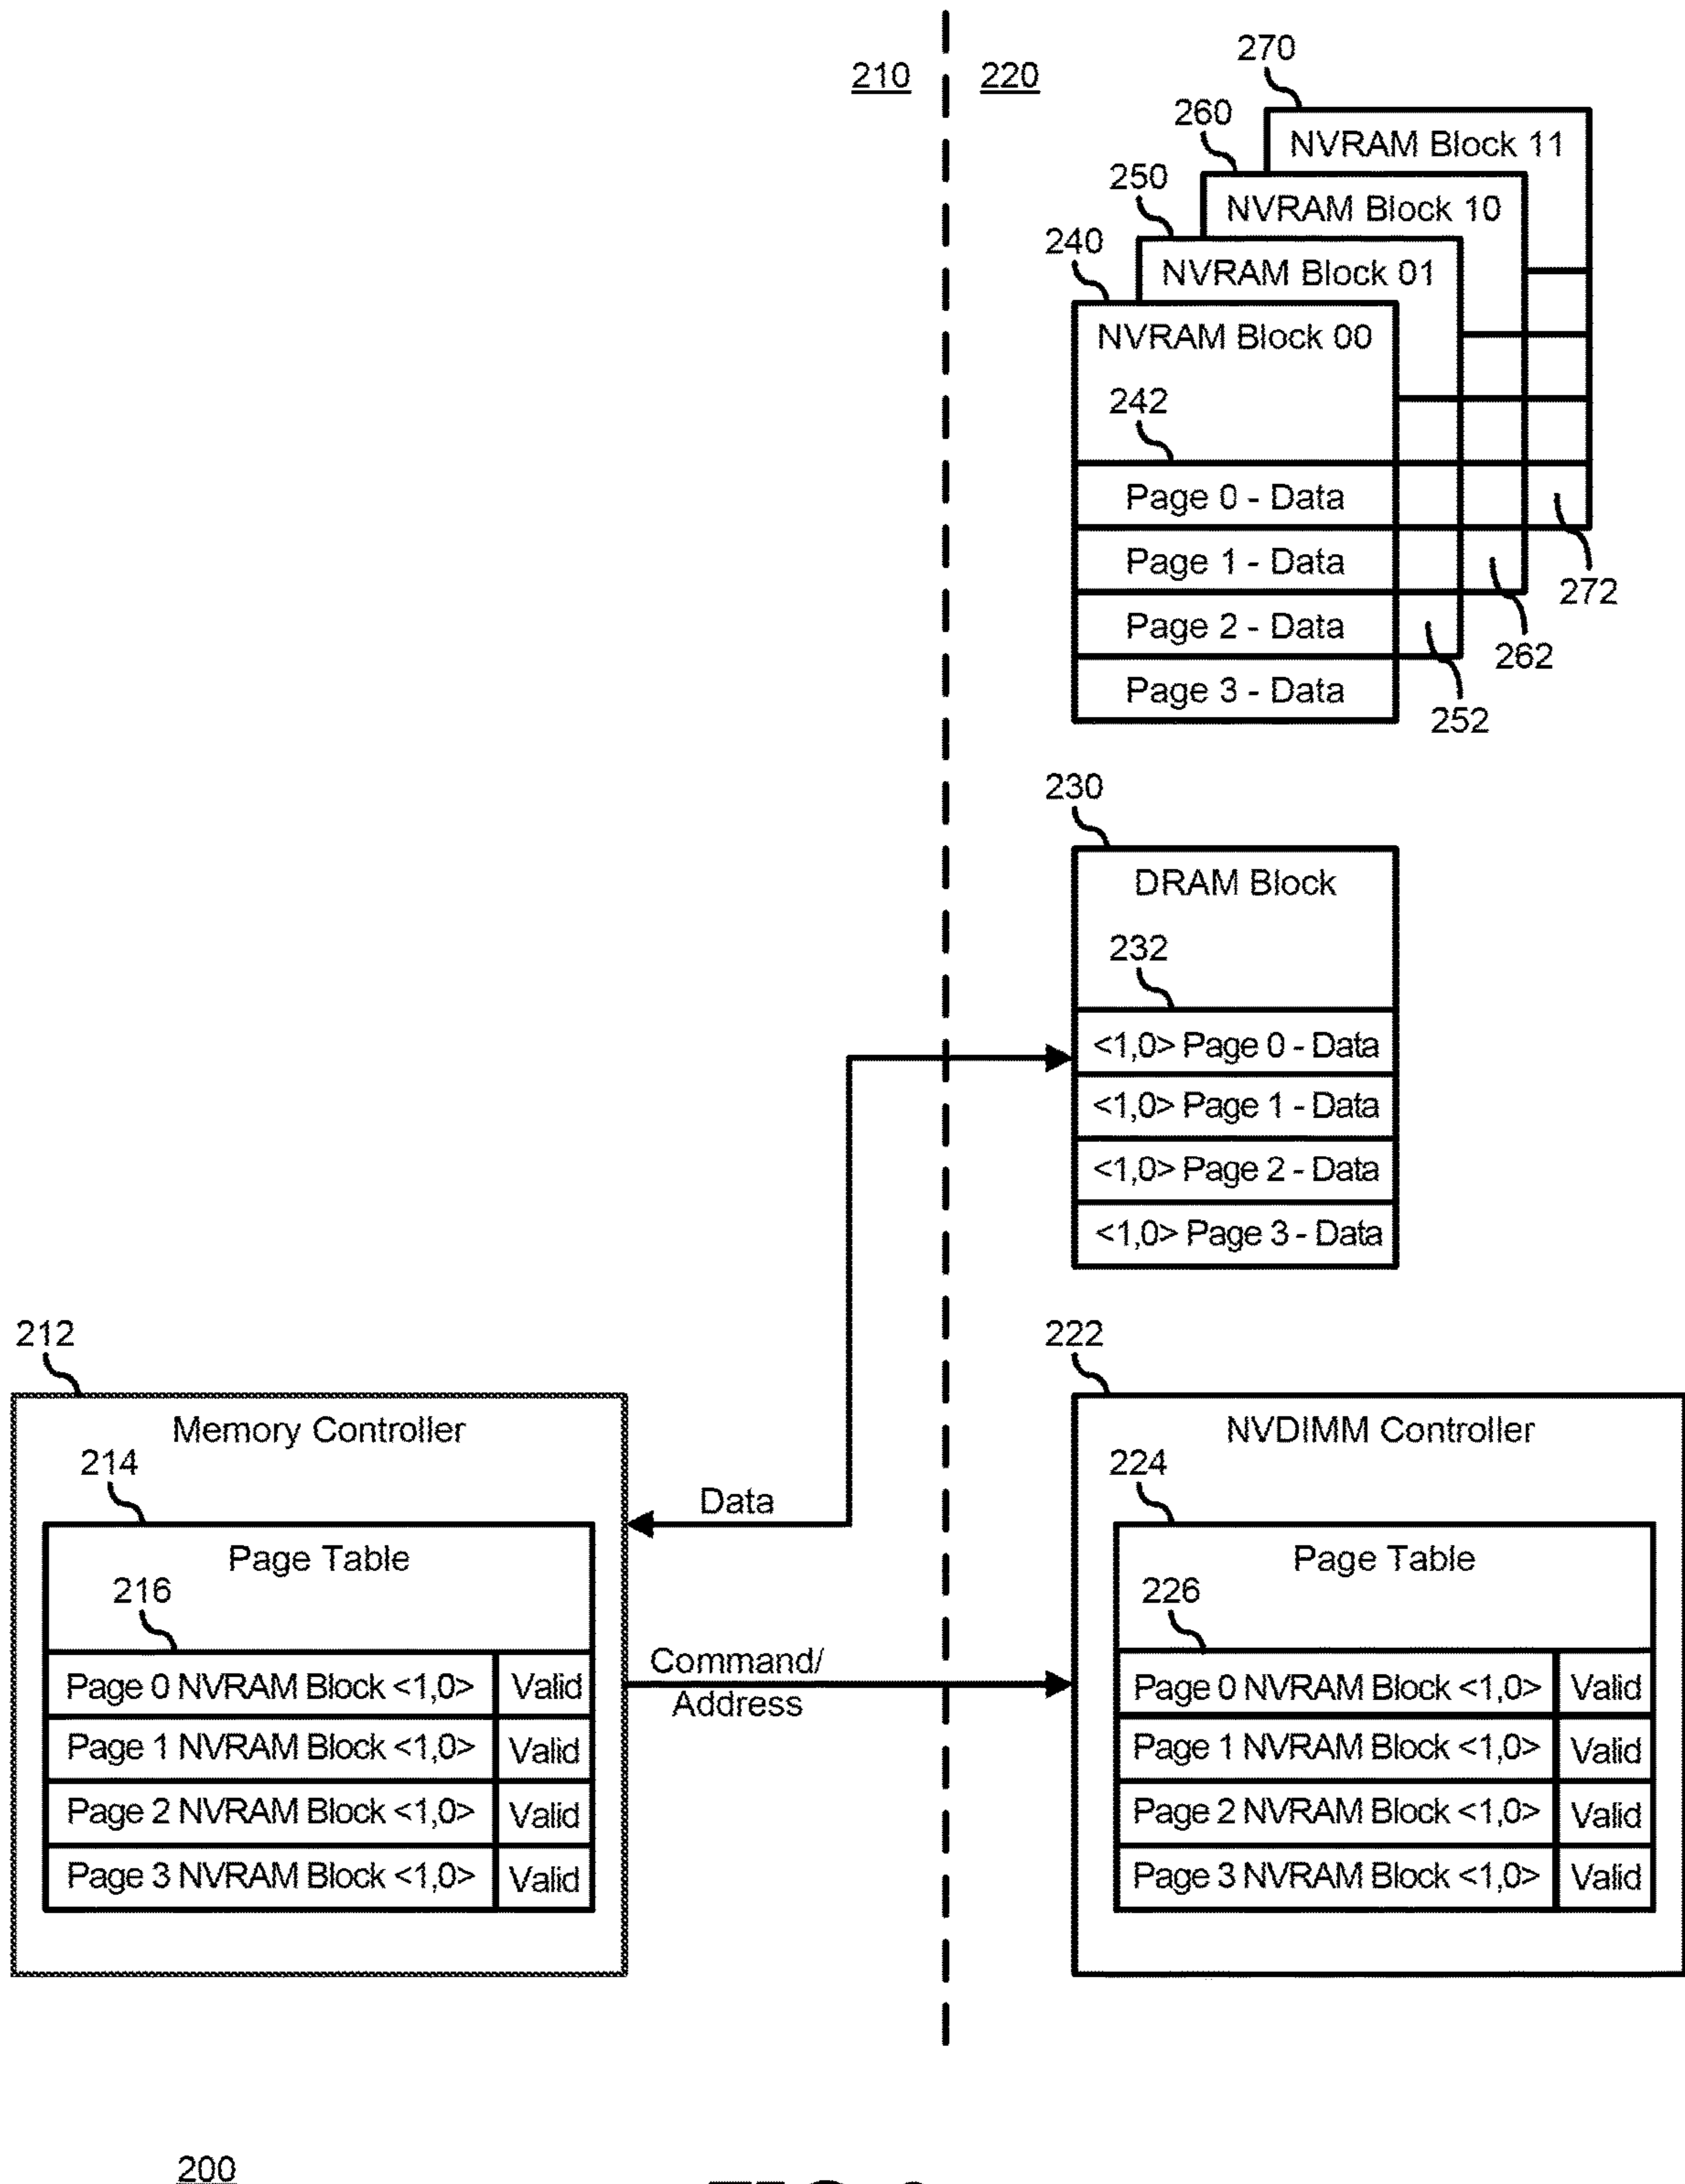 210
220
270
260
NVRAM Block 11
250
NVRAM Block 10
240
NVRAM Block 01
NVRAM Block 00
242
Page 0 - Data
Page 1 - Data
272
Page 2 - Data
262
Page 3 - Data
252
230
DRAM Block
232
<1,0> Page 0 - Data
<1,0> Page 1 - Data
<1,0> Page 2 - Data
<1,0> Page 3 - Data
212
Memory Controller
214
Page Table
216
Page 0 NVRAM Block <1,0> Valid
Page 1 NVRAM Block <1,0> Valid
Page 2 NVRAM Block <1,0> Valid
Page 3 NVRAM Block <1,0> Valid
Data
Command/
Address
222
NVDIMM Controller
224
Page Table
226
Page 0 NVRAM Block <1,0> Valid
Page 1 NVRAM Block <1,0> Valid
Page 2 NVRAM Block <1,0> Valid
Page 3 NVRAM Block <1,0> Valid
200